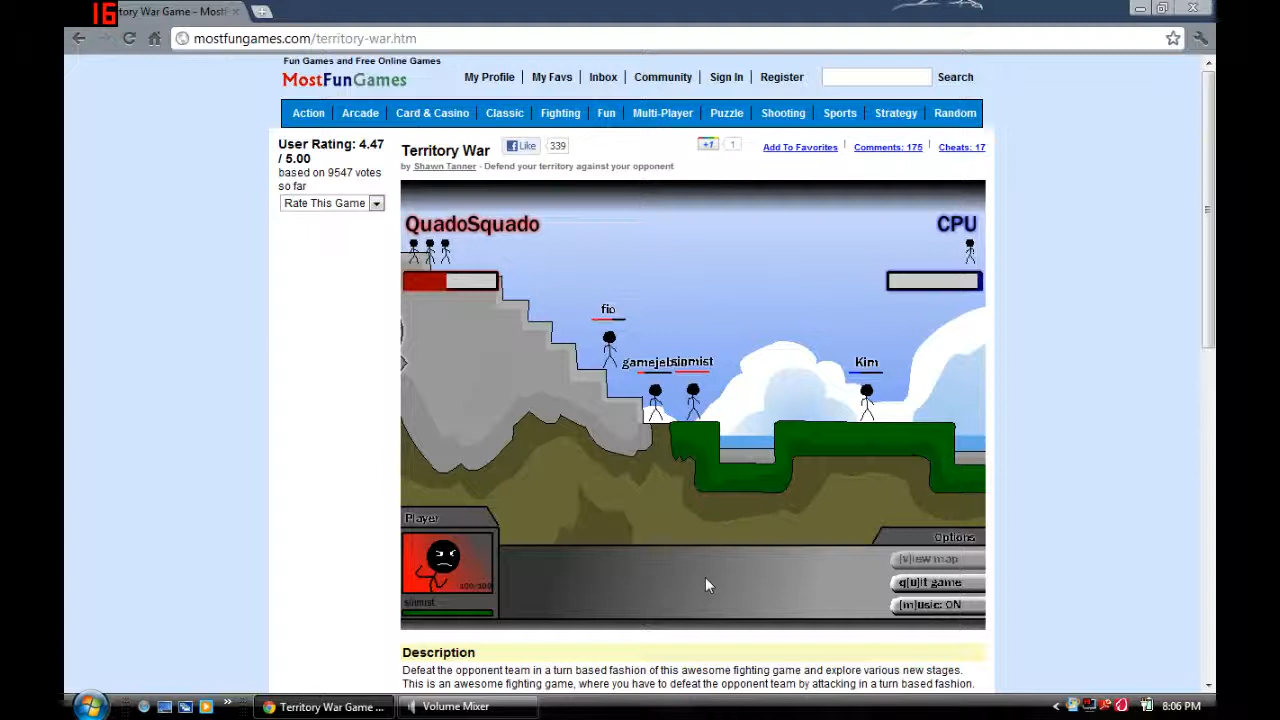 16
tory War Game - Most
mostfungames.com/territory-war.htm
Fun Games and Free Online Games
MostFunGames
My Profile My Favs Inbox Community Sign In Register Search
Action Arcade Card & Casino Classic Fighting Fun Multi-Player Puzzle Shooting Sports Strategy Random
User Rating: 4.47
/ 5.00
based on 9547 votes
so far
Rate This Game
Territory War Like 339 +1 1 Add To Favorites Comments: 175 Cheats: 17
by Shawn Tanner - Defend your territory against your opponent
QuadoSquado CPU
fio
sinmist Kim
Player
100/100
sinmist
Options
[v]iew map
q[u]it game
[m]usic: ON
Description
Defeat the opponent team in a turn based fashion of this awesome fighting game and explore various new stages.
This is an awesome fighting game, where you have to defeat the opponent team by attacking in a turn based fashion.
Territory War Game ... Volume Mixer 8:06 PM